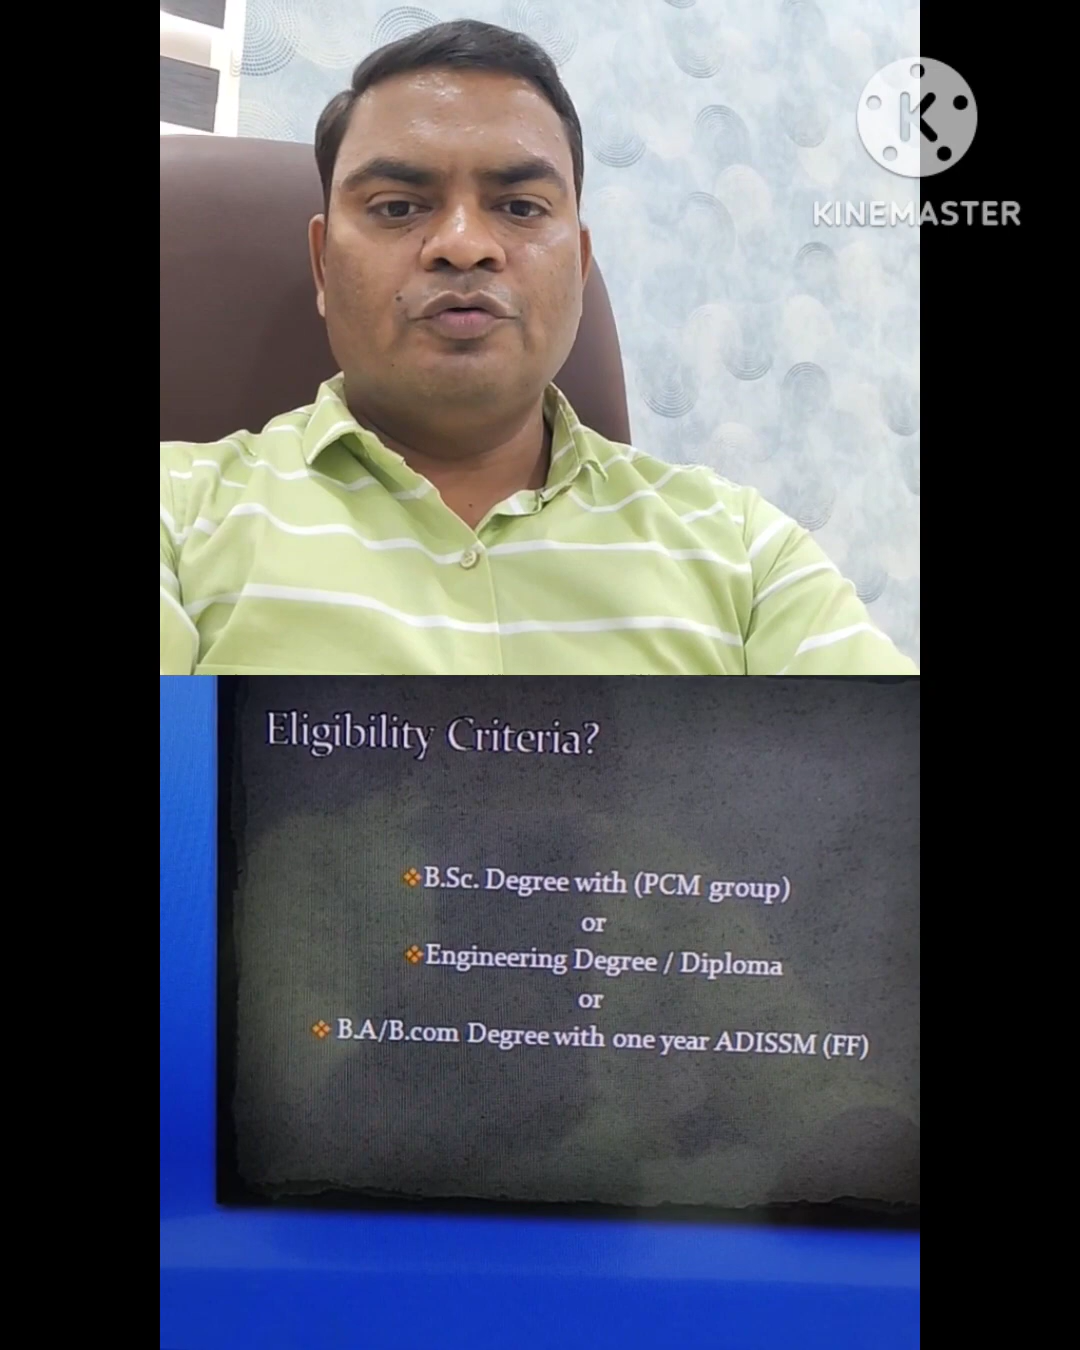 KINEMASTER
Eligibility Criteria?
B.Sc. Degree with (PCM group)
or
Engineering Degree / Diploma
or
B.A/B.com Degree with one year ADISSM (FF)